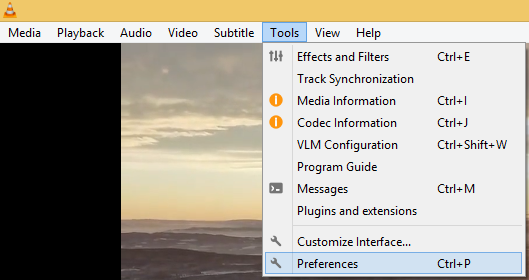 Media Playback Audio Video Subtitle Tools View Help
Effects and Filters Ctrl+E
Track Synchronization
Media Information Ctrl+I
Codec Information Ctrl+J
VLM Configuration Ctrl+Shift+W
Program Guide
Messages Ctrl+M
Plugins and extensions
Customize Interface...
Preferences Ctrl+P